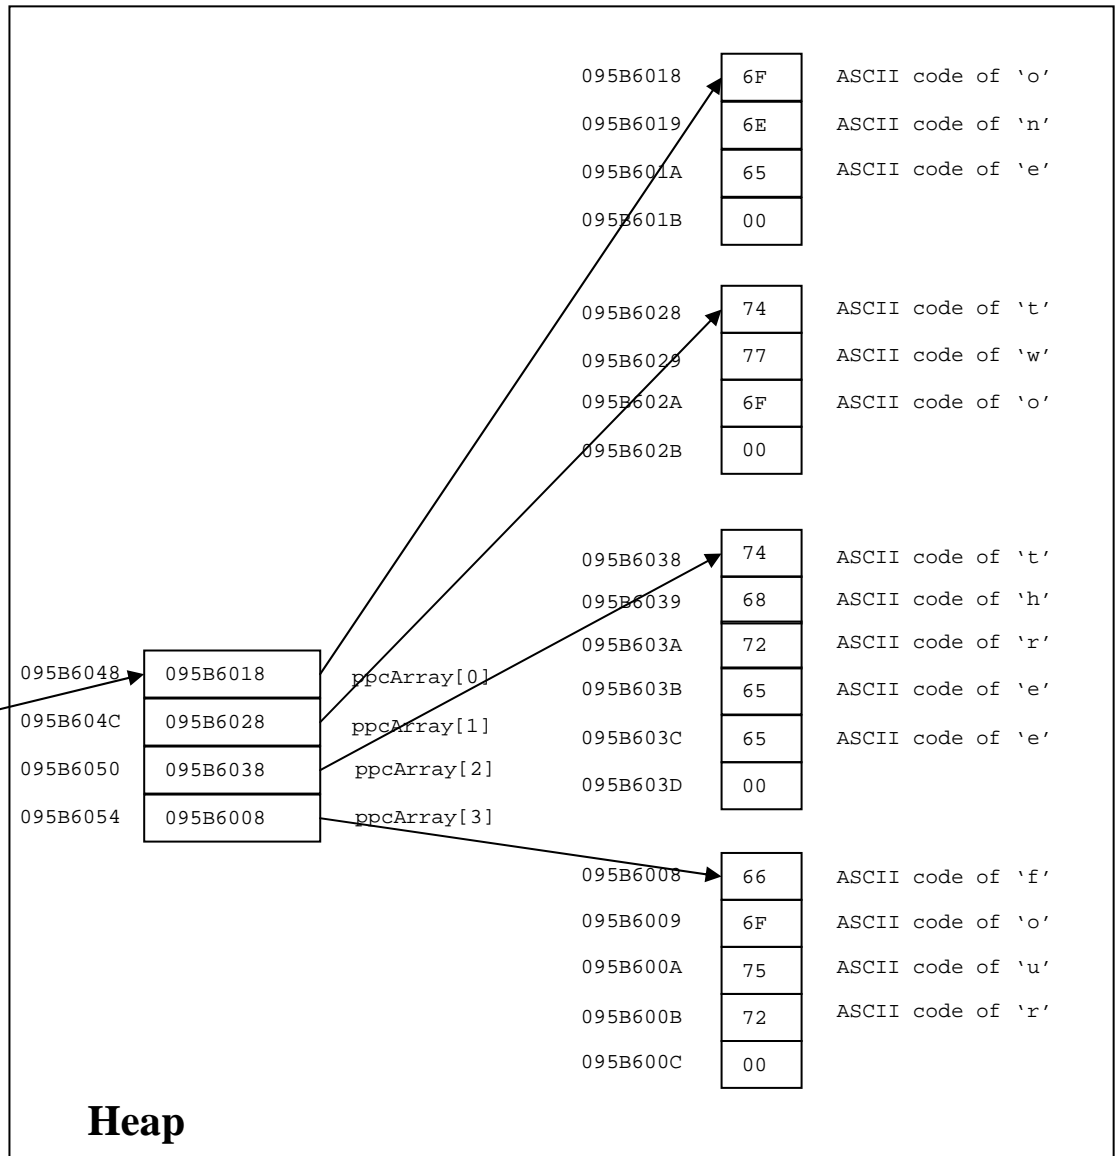 095B6018 6F ASCII code of ‘o’
095B6019 6E ASCII code of ‘n’
095B601A 65 ASCII code of ‘e’
095B601B 00
095B6028 74 ASCII code of ‘t’
095B6029 77 ASCII code of ‘w’
095B602A 6F ASCII code of ‘o’
095B602B 00
095B6038 74 ASCII code of ‘t’
095B6039 68 ASCII code of ‘h’
095B603A 72 ASCII code of ‘r’
095B603B 65 ASCII code of ‘e’
095B603C 65 ASCII code of ‘e’
095B603D 00
095B6048 095B6018 ppcArray[0]
095B604C 095B6028 ppcArray[1]
095B6050 095B6038 ppcArray[2]
095B6054 095B6008 ppcArray[3]
095B6008 66 ASCII code of ‘f’
095B6009 6F ASCII code of ‘o’
095B600A 75 ASCII code of ‘u’
095B600B 72 ASCII code of ‘r’
095B600C 00
Heap